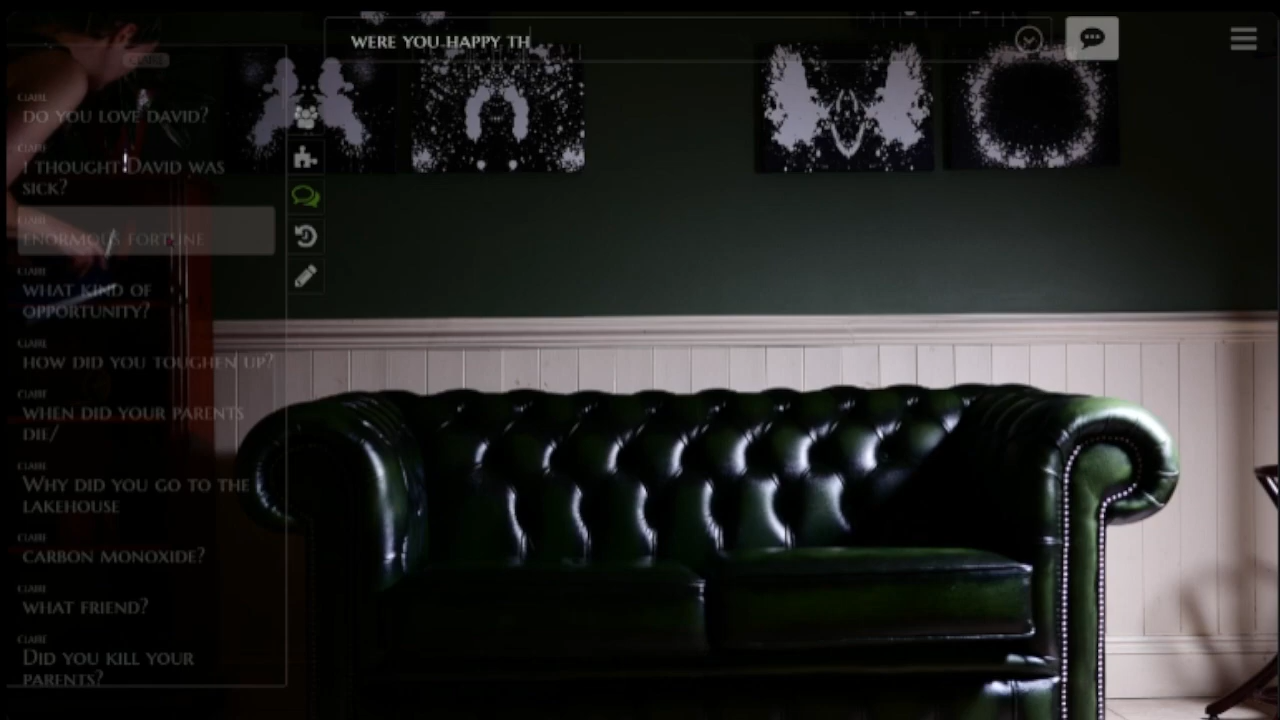 WERE YOU HAPPY TH
CLAIRE
CLAIRE
DO YOU LOVE DAVID?
CLAIRE
I THOUGHT DAVID WAS
SICK?
CLAIRE
ENORMOUS FORTUNE
CLAIRE
WHAT KIND OF
OPPORTUNITY?
CLAIRE
HOW DID YOU TOUGHEN UP?
CLAIRE
WHEN DID YOUR PARENTS
DIE/
CLAIRE
WHY DID YOU GO TO THE
LAKEHOUSE
CLAIRE
CARBON MONOXIDE?
CLAIRE
WHAT FRIEND?
CLAIRE
DID YOU KILL YOUR
PARENTS?